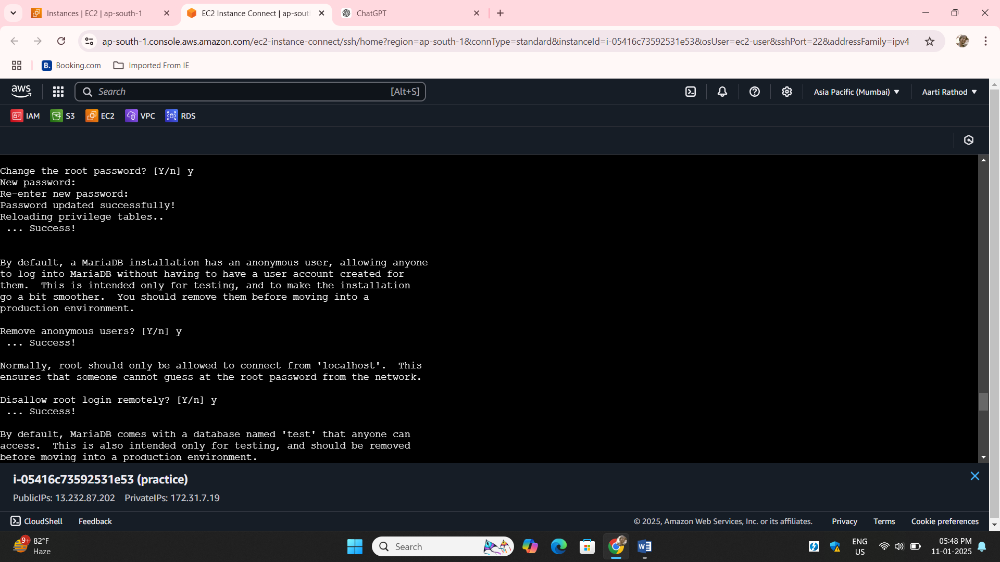 Instances | EC2 | ap-south-1
EC2 Instance Connect | ap-sout
ChatGPT
ap-south-1.console.aws.amazon.com/ec2-instance-connect/ssh/home?region=ap-south-1&connType=standard&instanceId=i-05416c73592531e53&osUser=ec2-user&sshPort=22&addressFamily=ipv4
B. Booking.com
Imported From IE
aws
Search [Alt+S]
Asia Pacific (Mumbai)
Aarti Rathod
IAM S3 EC2 VPC RDS
Change the root password? [Y/n] y
New password:
Re-enter new password:
Password updated successfully!
Reloading privilege tables..
... Success!
By default, a MariaDB installation has an anonymous user, allowing anyone
to log into MariaDB without having to have a user account created for
them.  This is intended only for testing, and to make the installation
go a bit smoother.  You should remove them before moving into a
production environment.
Remove anonymous users? [Y/n] y
... Success!
Normally, root should only be allowed to connect from 'localhost'.  This
ensures that someone cannot guess at the root password from the network.
Disallow root login remotely? [Y/n] y
... Success!
By default, MariaDB comes with a database named 'test' that anyone can
access.  This is also intended only for testing, and should be removed
before moving into a production environment.
i-05416c73592531e53 (practice)
PublicIPs: 13.232.87.202 PrivateIPs: 172.31.7.19
CloudShell Feedback
© 2025, Amazon Web Services, Inc. or its affiliates. Privacy Terms Cookie preferences
9+
82°F
Haze
Search
ENG
US
05:48 PM
11-01-2025